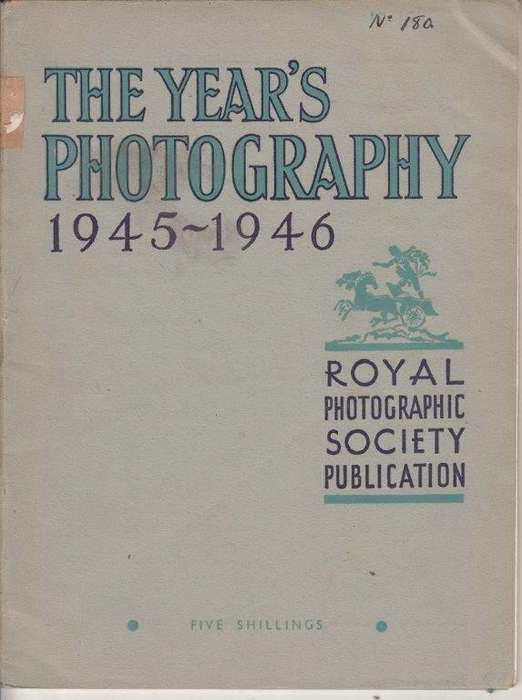 Nº 18a
THE YEAR'S
PHOTOGRAPHY
1945~1946
ROYAL
PHOTOGRAPHIC
SOCIETY
PUBLICATION
• FIVE SHILLINGS •